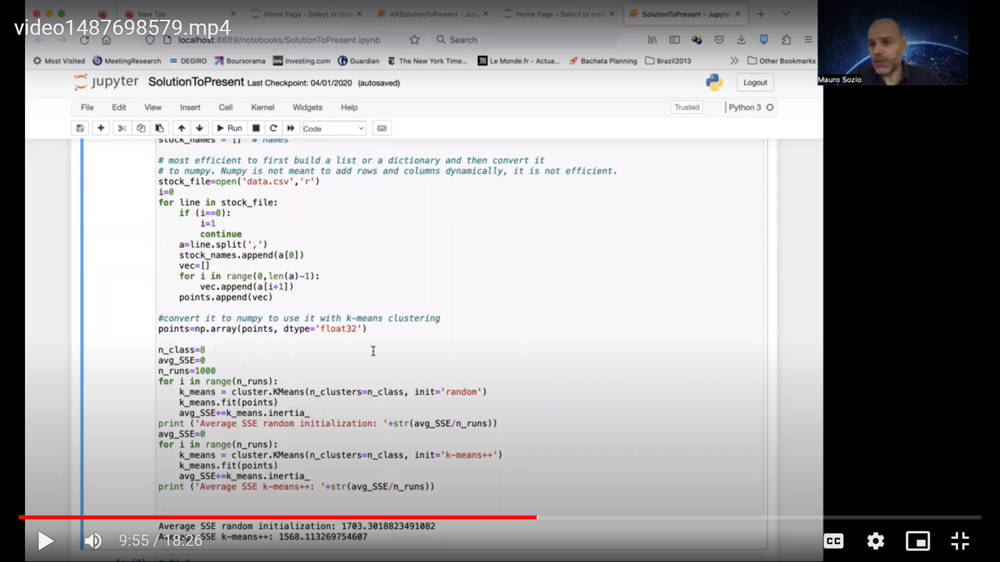 New Tab
Home Page - Select or crea
ARSolutionToPresent - Jupy
Home Page - Select or crea
SolutionToPresent - Jupyter
video1487698579.mp4
localhost:8889/notebooks/SolutionToPresent.ipynb
Search
Most Visited
MeetingResearch
DEGIRO
Boursorama
Inv Investing.com
Guardian
The New York Time...
Le Monde.fr - Actua...
Bachata Planning
Brazil2013
Other Bookmarks
Mauro Sozio
jupyter SolutionToPresent Last Checkpoint: 04/01/2020 (autosaved)
Logout
File Edit View Insert Cell Kernel Widgets Help
Trusted
Python 3
Run
Code
stock_names = [] # names
# most efficient to first build a list or a dictionary and then convert it
# to numpy. Numpy is not meant to add rows and columns dynamically, it is not efficient.
stock_file=open('data.csv','r')
i=0
for line in stock_file:
    if (i==0):
        i=1
        continue
    a=line.split(',')
    stock_names.append(a[0])
    vec=[]
    for i in range(0,len(a)-1):
        vec.append(a[i+1])
    points.append(vec)
#convert it to numpy to use it with k-means clustering
points=np.array(points, dtype='float32')
n_class=8
avg_SSE=0
n_runs=1000
for i in range(n_runs):
    k_means = cluster.KMeans(n_clusters=n_class, init='random')
    k_means.fit(points)
    avg_SSE+=k_means.inertia_
print ('Average SSE random initialization: '+str(avg_SSE/n_runs))
avg_SSE=0
for i in range(n_runs):
    k_means = cluster.KMeans(n_clusters=n_class, init='k-means++')
    k_means.fit(points)
    avg_SSE+=k_means.inertia_
print ('Average SSE k-means++: '+str(avg_SSE/n_runs))
Average SSE random initialization: 1703.3018823491082
Average SSE k-means++: 1568.113269754607
9:55 / 18:26
CC